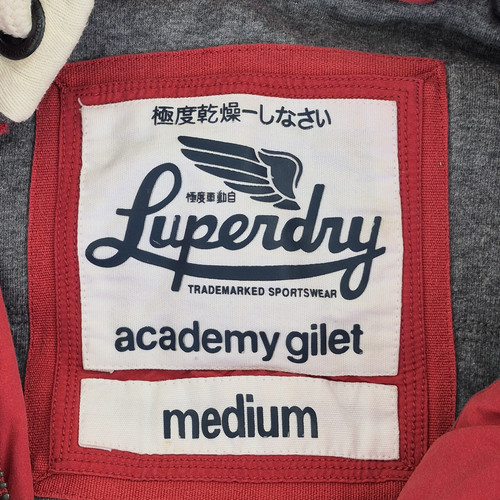 極度乾燥ーしなさい
極度車動自
Superdry
TRADEMARKED SPORTSWEAR
academy gilet
medium